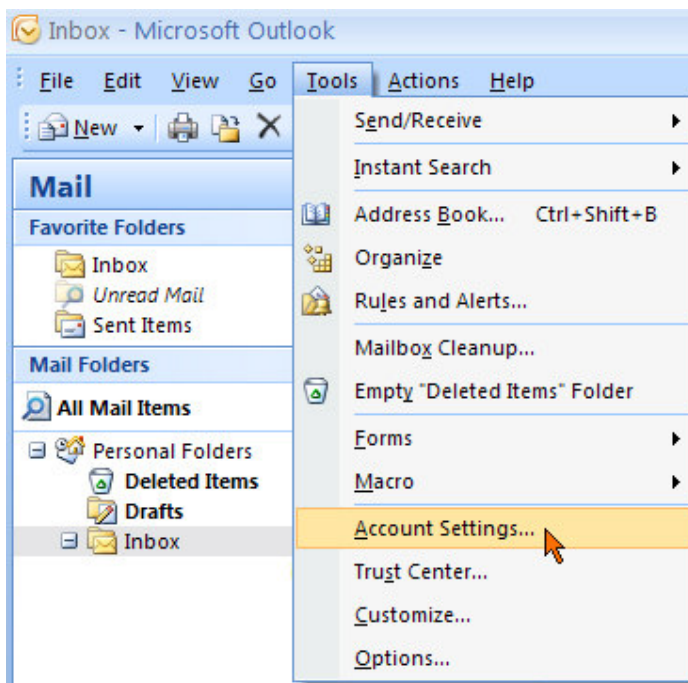 Inbox - Microsoft Outlook
File Edit View Go Tools Actions Help
New
Mail
Favorite Folders
Inbox
Unread Mail
Sent Items
Mail Folders
All Mail Items
Personal Folders
Deleted Items
Drafts
Inbox
Send/Receive
Instant Search
Address Book... Ctrl+Shift+B
Organize
Rules and Alerts...
Mailbox Cleanup...
Empty "Deleted Items" Folder
Forms
Macro
Account Settings...
Trust Center...
Customize...
Options...